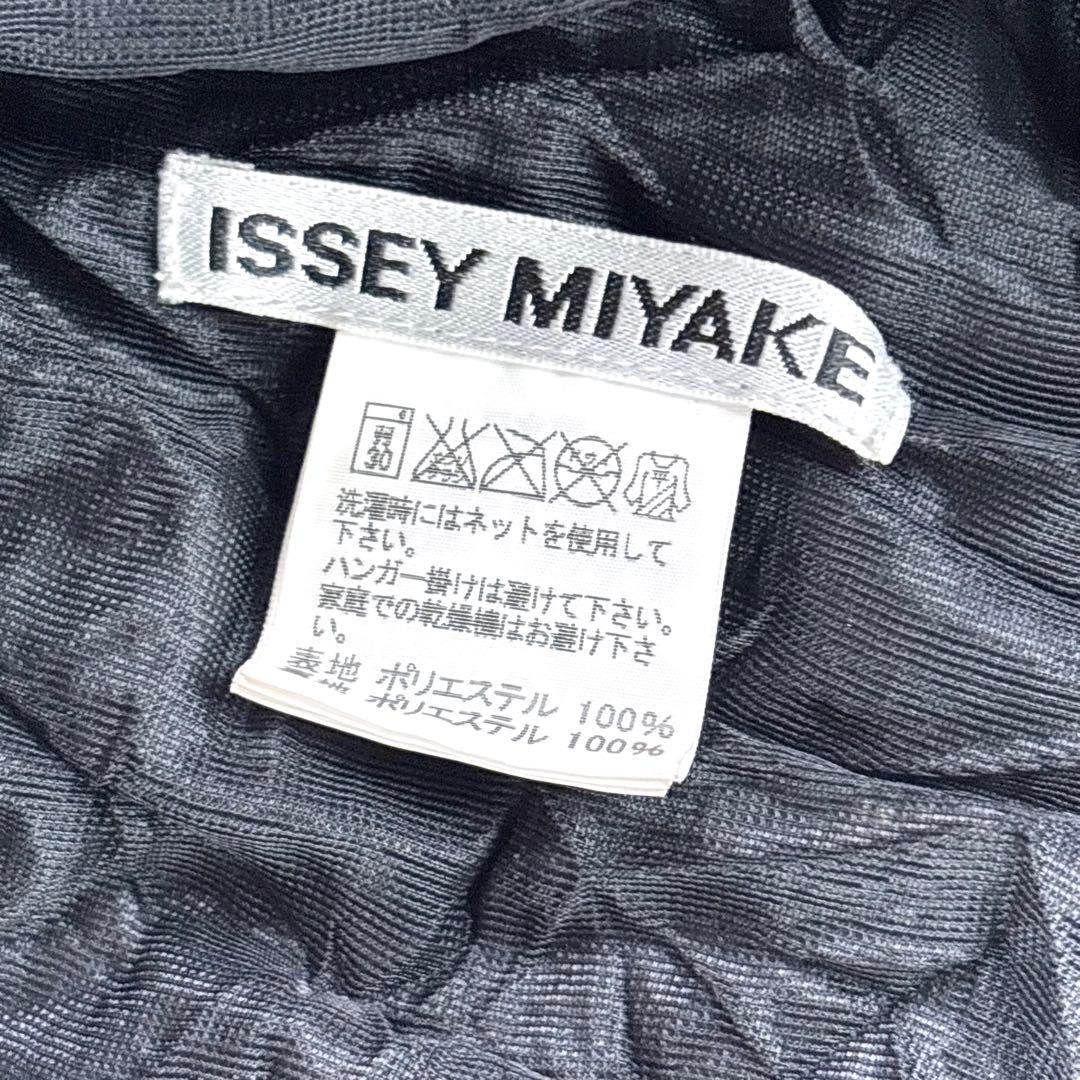 ISSEY MIYAKE
30
洗濯時にはネットを使用して
下さい。
ハンガー掛けは避けて下さい。
家庭での乾燥機はお避け下さ
い。
表地 ポリエステル 100%
ポリエステル 100%